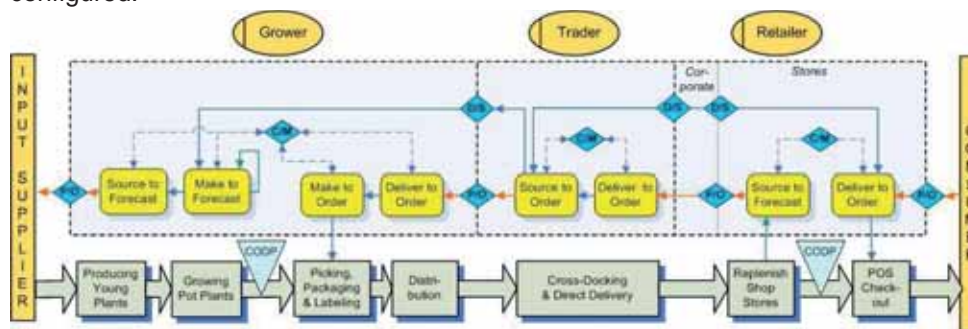 configured.
Grower
Trader
Retailer
Cor-
porate
Stores
INPUT SUPPLIER
D/S
D/S
D/S
C/M
C/M
C/M
Source to
Forecast
Make to
Forecast
Make to
Order
Deliver to
Order
Source to
Order
Deliver to
Order
Source to
Forecast
Deliver to
Order
P/O
P/O
P/O
P/O
CODP
CODP
Producing
Young
Plants
Growing
Pot Plants
Picking,
Packaging
& Labeling
Distri-
bution
Cross-Docking
& Direct Delivery
Replenish
Shop
Stores
POS
Check-
out